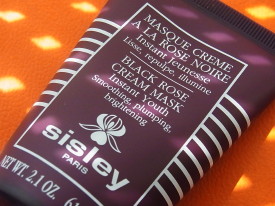 MASQUE CRÈME
À LA ROSE NOIRE
Instant Jeunesse
Lisse, repulpe, illumine
BLACK ROSE
CREAM MASK
Instant Youth
Smoothing, plumping,
brightening
sisley
PARIS
NET WT. 2.1 OZ.